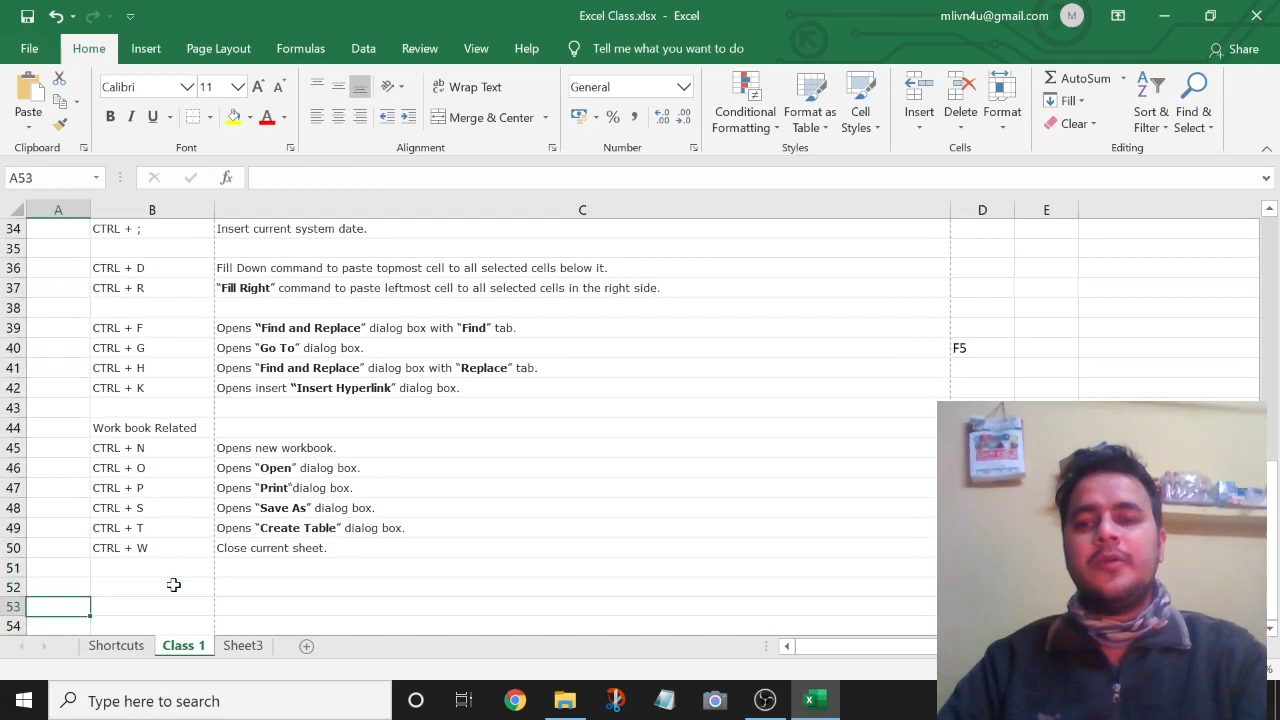 Excel Class.xlsx - Excel
mlivn4u@gmail.com
M
File Home Insert Page Layout Formulas Data Review View Help Tell me what you want to do Share
Paste
Clipboard
Calibri 11
B I U
Font
Wrap Text
Merge & Center
Alignment
General
Number
Conditional Formatting
Format as Table
Cell Styles
Styles
Insert
Delete
Format
Cells
AutoSum
Fill
Clear
Sort & Filter
Find & Select
Editing
A53 fx
A B C D E
34 CTRL + ; Insert current system date.
35
36 CTRL + D Fill Down command to paste topmost cell to all selected cells below it.
37 CTRL + R “Fill Right” command to paste leftmost cell to all selected cells in the right side.
38
39 CTRL + F Opens “Find and Replace” dialog box with “Find” tab.
40 CTRL + G Opens “Go To” dialog box. F5
41 CTRL + H Opens “Find and Replace” dialog box with “Replace” tab.
42 CTRL + K Opens insert “Insert Hyperlink” dialog box.
43
44 Work book Related
45 CTRL + N Opens new workbook.
46 CTRL + O Opens “Open” dialog box.
47 CTRL + P Opens “Print“dialog box.
48 CTRL + S Opens “Save As” dialog box.
49 CTRL + T Opens “Create Table” dialog box.
50 CTRL + W Close current sheet.
51
52
53
54
Shortcuts Class 1 Sheet3
%
Type here to search